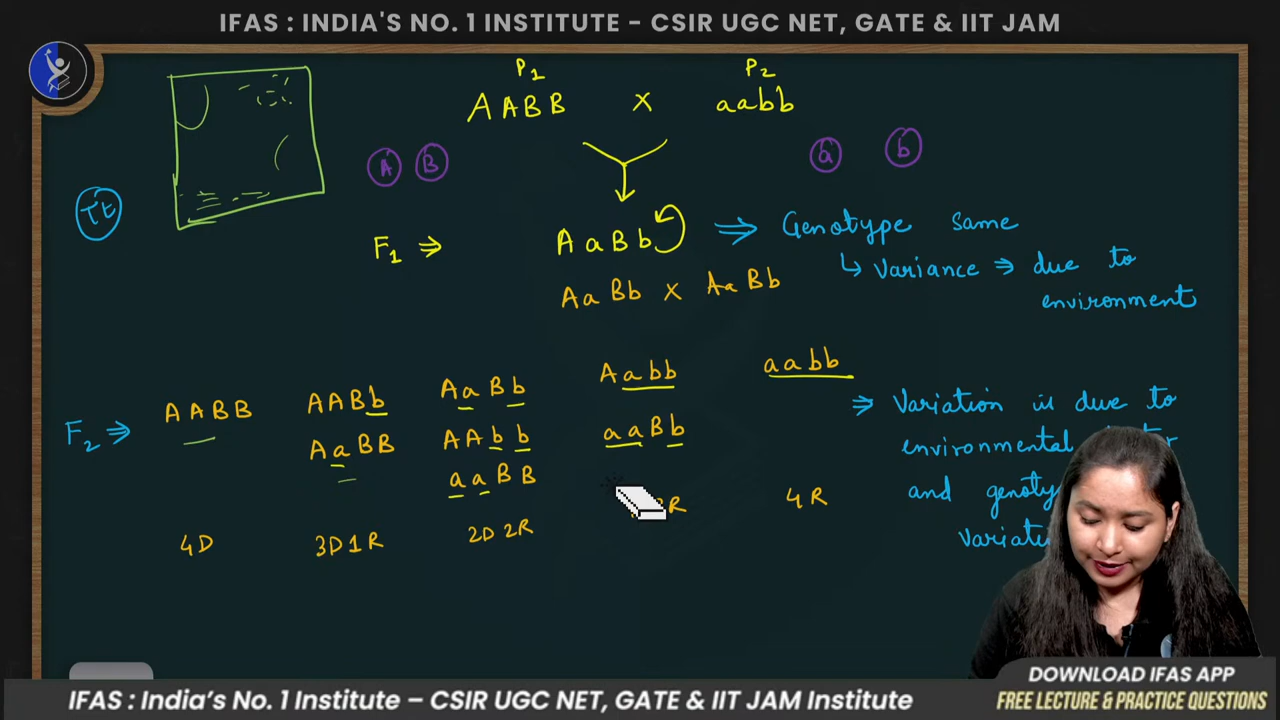 IFAS : INDIA'S NO. 1 INSTITUTE – CSIR UGC NET, GATE & IIT JAM
P1 P2
AABB x aabb
A B a b
Tt
F1 ⇒ AaBb ⇒ Genotype same
↳ Variance ⇒ due to
environment
AaBb x AaBb
F2 ⇒ AABB AABb AaBb Aabb aabb
AaBB AAbb aaBb
aaBB
⇒ Variation is due to
environmental
and
4D 3D1R 2D2R R 4R
IFAS : India's No. 1 Institute – CSIR UGC NET, GATE & IIT JAM Institute
DOWNLOAD IFAS APP
FREE LECTURE & PRACTICE QUESTIONS